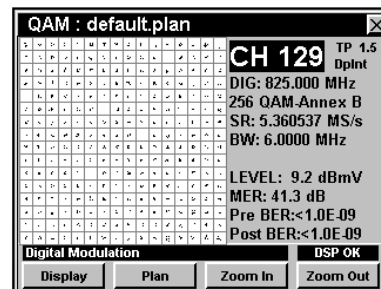 QAM : default.plan
CH 129
TP 1.5
DpInt
DIG: 825.000 MHz
256 QAM-Annex B
SR: 5.360537 MS/s
BW: 6.0000 MHz
LEVEL: 9.2 dBmV
MER: 41.3 dB
Pre BER:<1.0E-09
Post BER:<1.0E-09
Digital Modulation
DSP OK
Display
Plan
Zoom In
Zoom Out